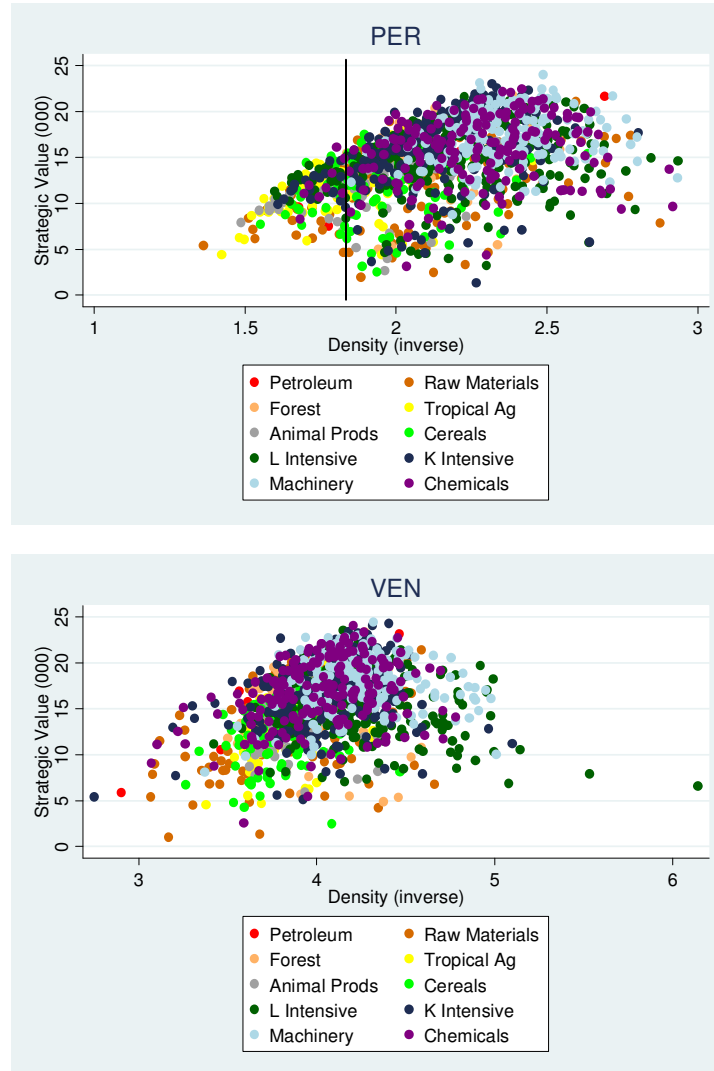 PER
Strategic Value (000)
25
20
15
10
5
0
1
1.5
2
2.5
3
Density (inverse)
Petroleum
Raw Materials
Forest
Tropical Ag
Animal Prods
Cereals
L Intensive
K Intensive
Machinery
Chemicals
VEN
Strategic Value (000)
25
20
15
10
5
0
3
4
5
6
Density (inverse)
Petroleum
Raw Materials
Forest
Tropical Ag
Animal Prods
Cereals
L Intensive
K Intensive
Machinery
Chemicals